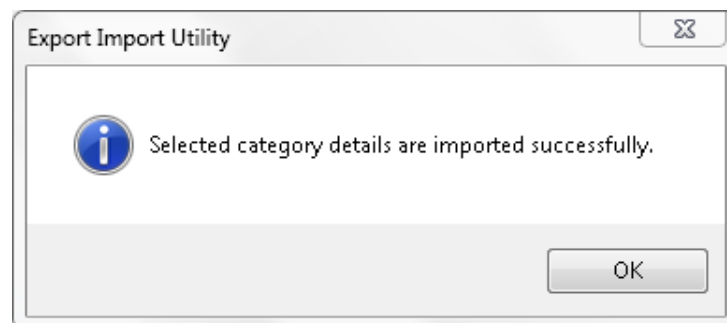 Export Import Utility
Selected category details are imported successfully.
OK